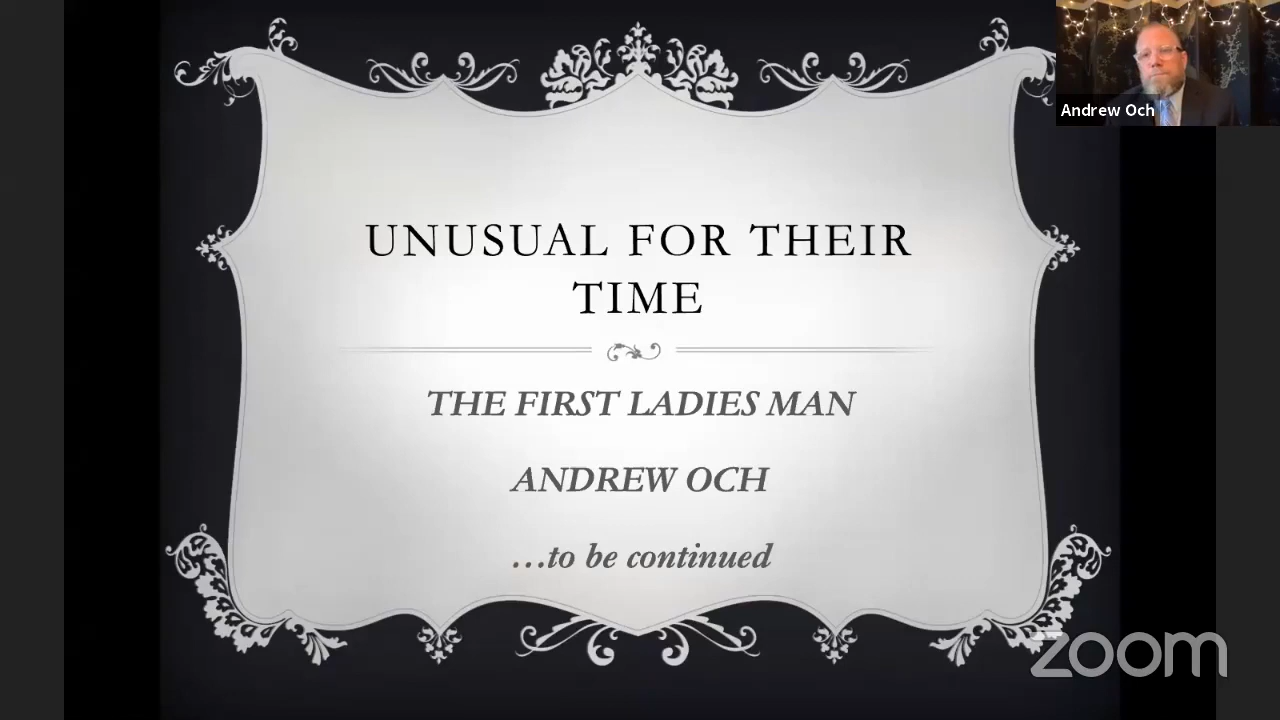 Andrew Och
UNUSUAL FOR THEIR
TIME
THE FIRST LADIES MAN
ANDREW OCH
...to be continued
zoom